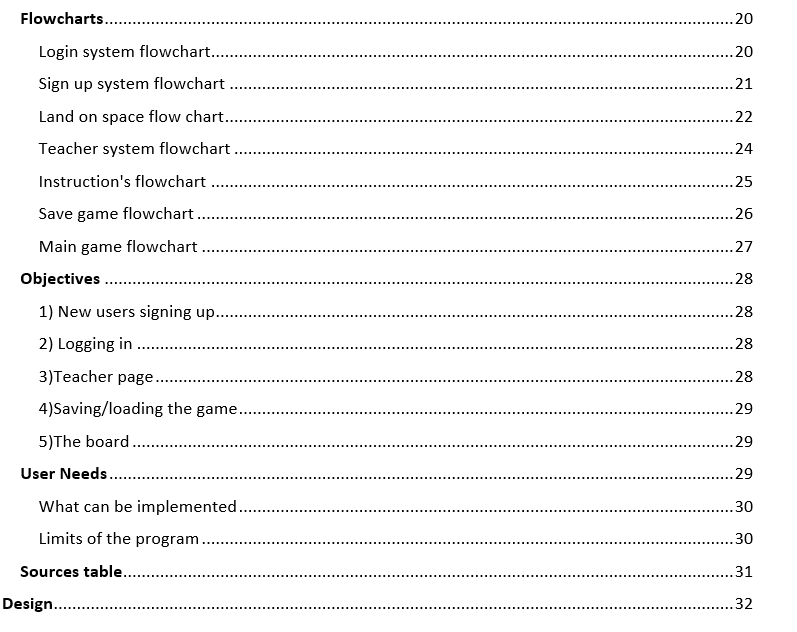 Flowcharts....................20
Login system flowchart....................20
Sign up system flowchart ....................21
Land on space flow chart....................22
Teacher system flowchart ....................24
Instruction's flowchart ....................25
Save game flowchart ....................26
Main game flowchart ....................27
Objectives ....................28
1) New users signing up....................28
2) Logging in ....................28
3)Teacher page....................28
4)Saving/loading the game....................29
5)The board ....................29
User Needs....................29
What can be implemented....................30
Limits of the program....................30
Sources table....................31
Design....................32